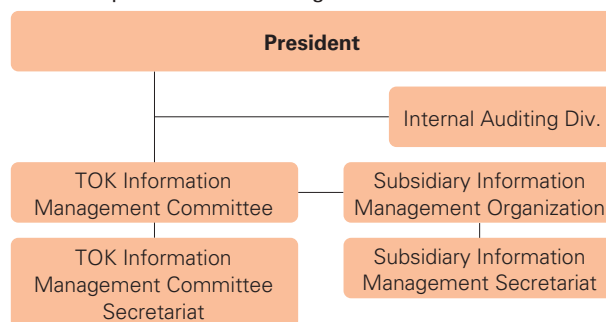 President
Internal Auditing Div.
TOK Information
Management Committee
Subsidiary Information
Management Organization
TOK Information
Management Committee
Secretariat
Subsidiary Information
Management Secretariat